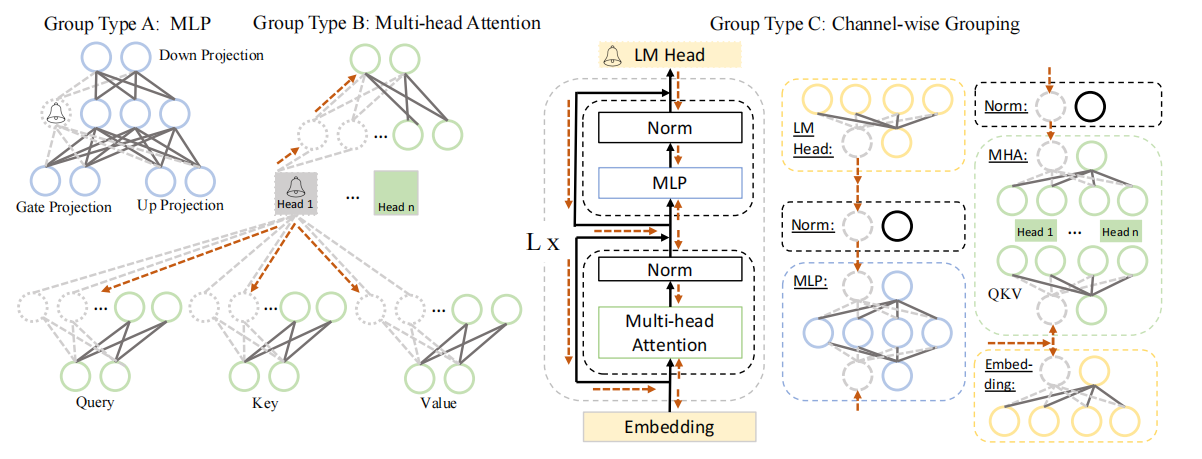 Group Type A: MLP
Down Projection
Gate Projection
Up Projection
Group Type B: Multi-head Attention
...
Head 1
...
Head n
...
...
...
Query
Key
Value
Group Type C: Channel-wise Grouping
LM Head
Norm
MLP
L x
Norm
Multi-head
Attention
Embedding
LM
Head:
Norm:
MLP:
Norm:
MHA:
Head 1
...
Head n
QKV
Embed-
ding: